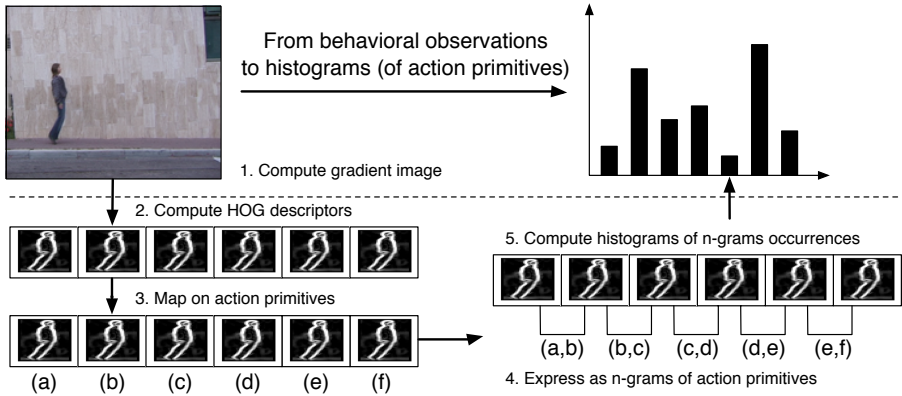 From behavioral observations
to histograms (of action primitives)
1. Compute gradient image
2. Compute HOG descriptors
3. Map on action primitives
(a) (b) (c) (d) (e) (f)
5. Compute histograms of n-grams occurrences
(a,b) (b,c) (c,d) (d,e) (e,f)
4. Express as n-grams of action primitives